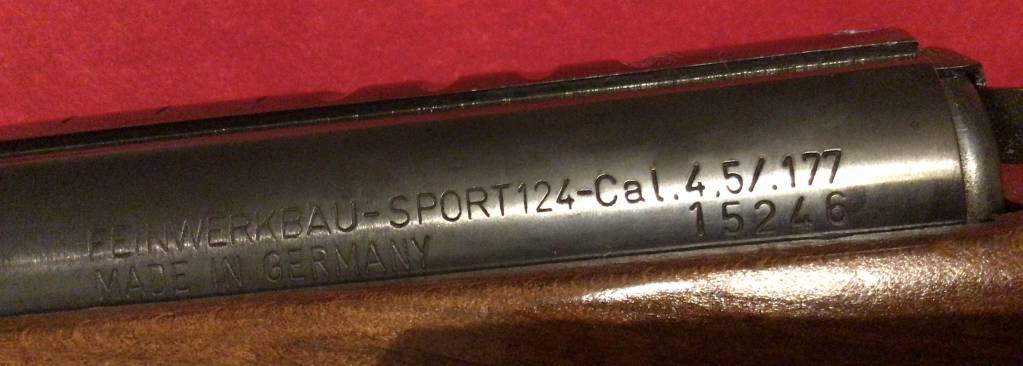 FEINWERKBAU-SPORT124-Cal.4,5/.177
15246
MADE IN GERMANY